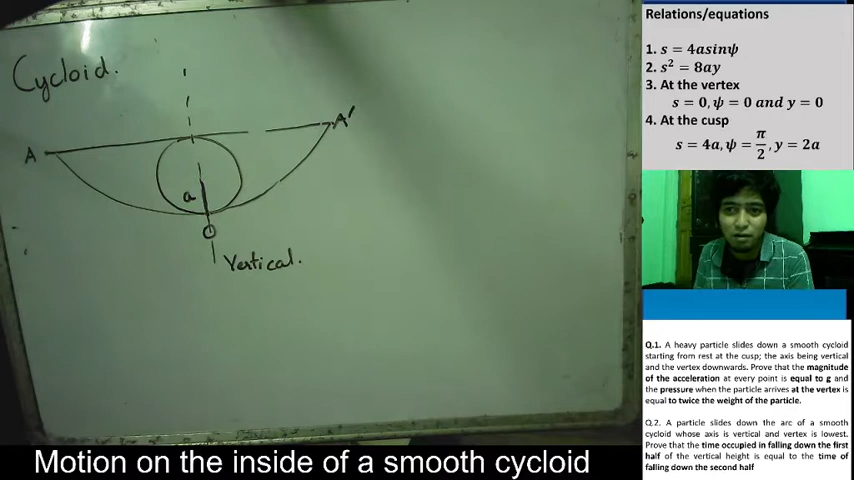 Cycloid.
A
A'
a
O
Vertical.
Relations/equations
1. s = 4asinψ
2. s² = 8ay
3. At the vertex
s = 0, ψ = 0 and y = 0
4. At the cusp
s = 4a, ψ = π/2, y = 2a
Q.1. A heavy particle slides down a smooth cycloid
starting from rest at the cusp; the axis being vertical
and the vertex downwards. Prove that the magnitude
of the acceleration at every point is equal to g and
the pressure when the particle arrives at the vertex is
equal to twice the weight of the particle.
Q.2. A particle slides down the arc of a smooth
cycloid whose axis is vertical and vertex is lowest.
Prove that the time occupied in falling down the first
half of the vertical height is equal to the time of
falling down the second half
Motion on the inside of a smooth cycloid